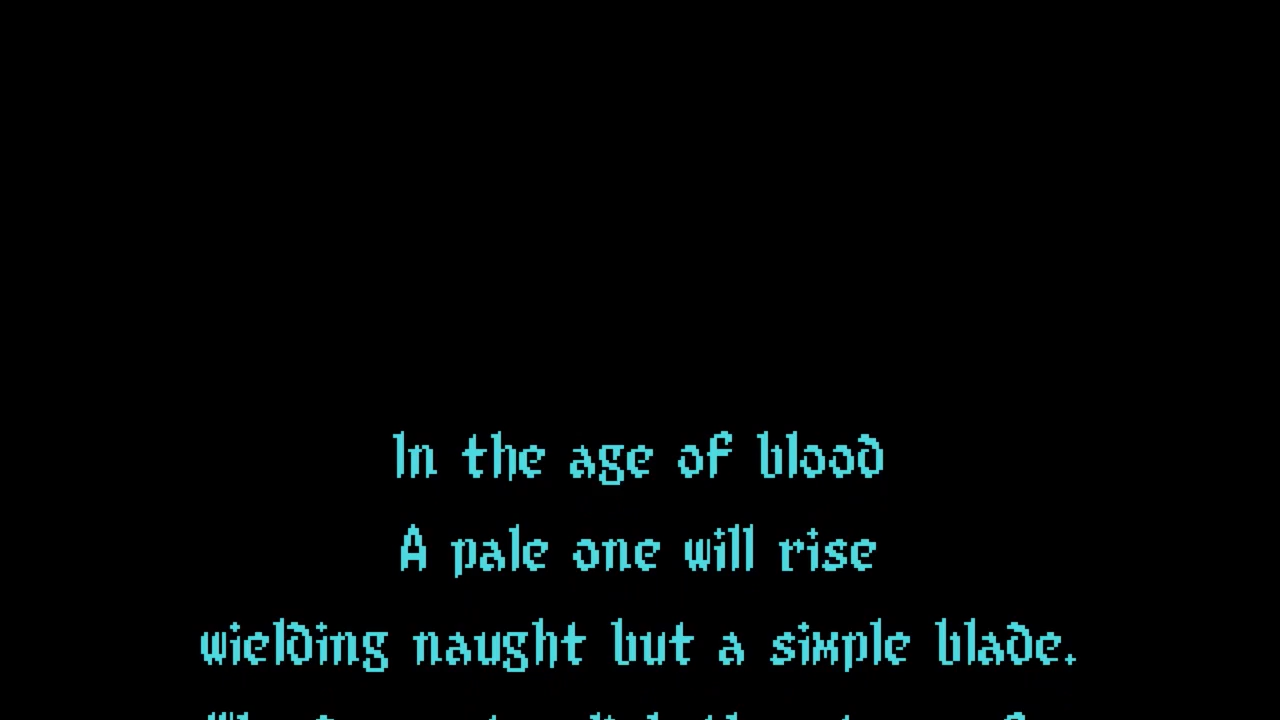 In the age of blood
A pale one will rise
wielding naught but a simple blade.